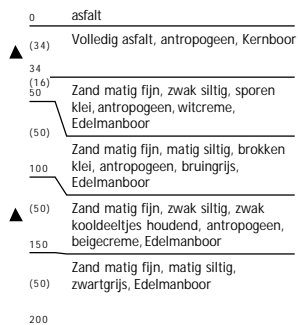 0 asfalt
(34) Volledig asfalt, antropogeen, Kernboor
34
(16)
50 Zand matig fijn, zwak siltig, sporen
klei, antropogeen, witcreme,
Edelmanboor
(50)
Zand matig fijn, matig siltig, brokken
100 klei, antropogeen, bruingrijs,
Edelmanboor
(50) Zand matig fijn, zwak siltig, zwak
kooldeeltjes houdend, antropogeen,
150 beigecreme, Edelmanboor
Zand matig fijn, matig siltig,
(50) zwartgrijs, Edelmanboor
200